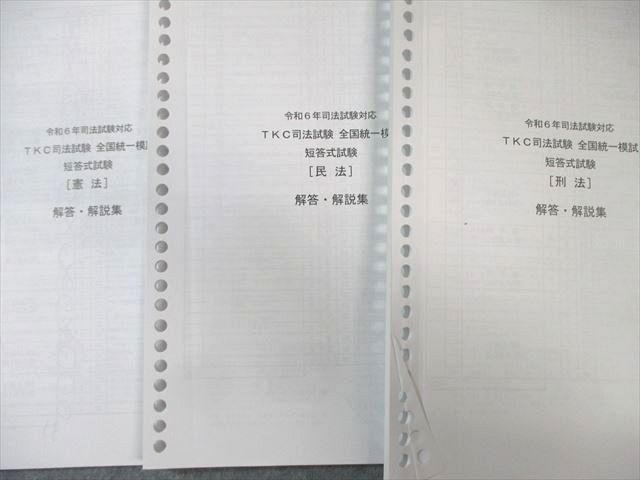 令和６年司法試験対応
ＴＫＣ司法試験 全国統一模
短答式試験
［憲 法］
解答・解説集
令和６年司法試験対応
ＴＫＣ司法試験 全国統一模
短答式試験
［民 法］
解答・解説集
令和６年司法試験対応
ＴＫＣ司法試験 全国統一模試
短答式試験
［刑 法］
解答・解説集